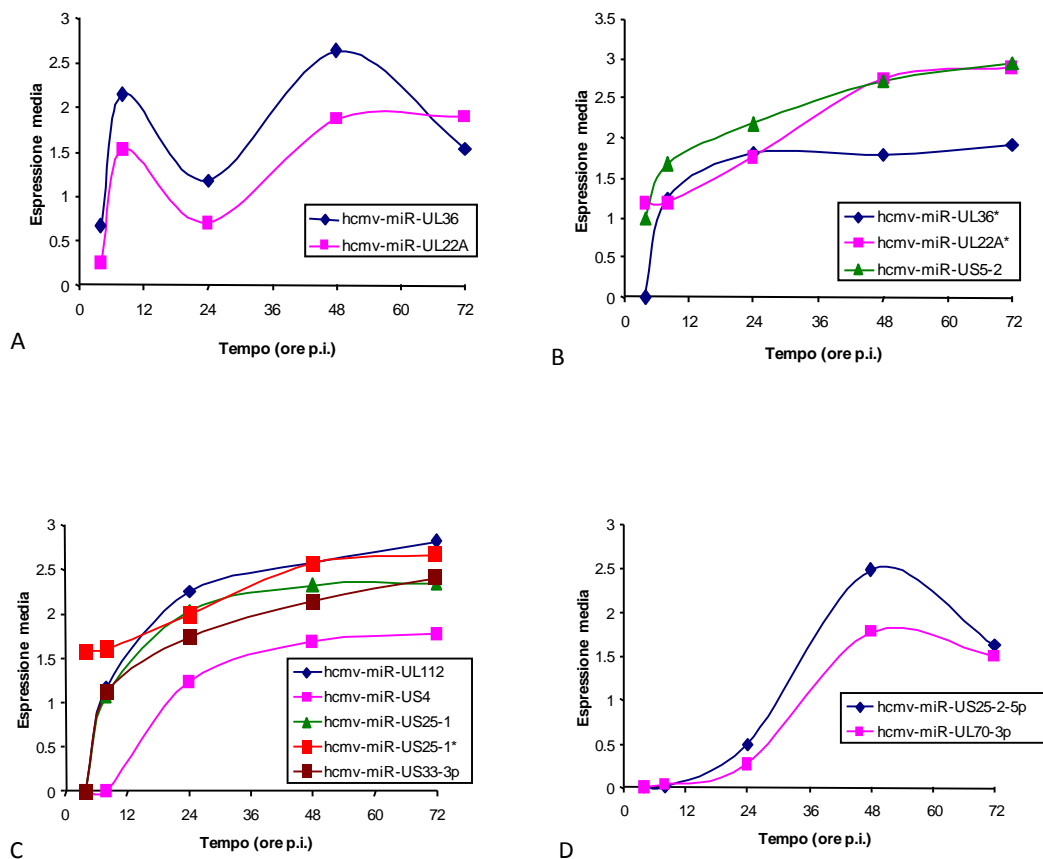 3
2.5
2
1.5
1
0.5
0
Espressione media
0 12 24 36 48 60 72
Tempo (ore p.i.)
hcmv-miR-UL36
hcmv-miR-UL22A
A
3.5
3
2.5
2
1.5
1
0.5
0
Espressione media
0 12 24 36 48 60 72
Tempo (ore p.i.)
hcmv-miR-UL36*
hcmv-miR-UL22A*
hcmv-miR-US5-2
B
3
2.5
2
1.5
1
0.5
0
Espressione media
0 12 24 36 48 60 72
Tempo (ore p.i.)
hcmv-miR-UL112
hcmv-miR-US4
hcmv-miR-US25-1
hcmv-miR-US25-1*
hcmv-miR-US33-3p
C
3
2.5
2
1.5
1
0.5
0
Espressione media
0 12 24 36 48 60 72
Tempo (ore p.i.)
hcmv-miR-US25-2-5p
hcmv-miR-UL70-3p
D